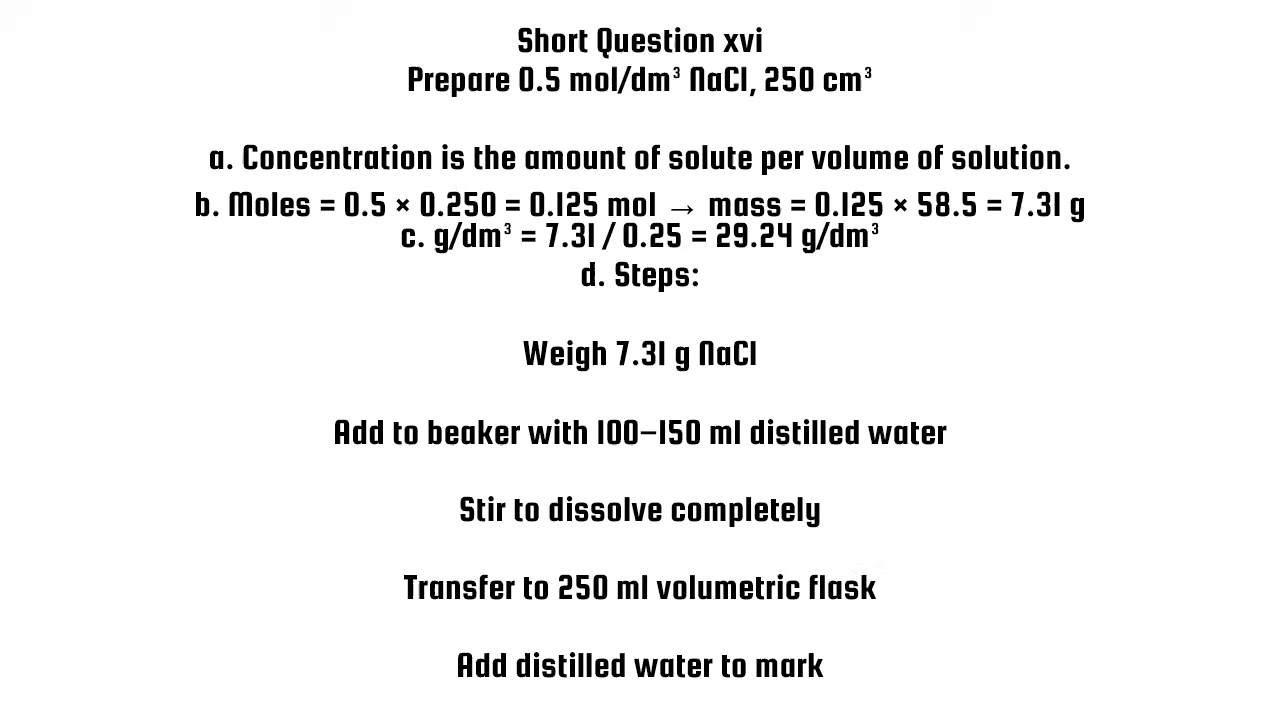 Short Question xvi
Prepare 0.5 mol/dm³ NaCl, 250 cm³
a. Concentration is the amount of solute per volume of solution.
b. Moles = 0.5 × 0.250 = 0.125 mol → mass = 0.125 × 58.5 = 7.31 g
c. g/dm³ = 7.31 / 0.25 = 29.24 g/dm³
d. Steps:
Weigh 7.31 g NaCl
Add to beaker with 100–150 ml distilled water
Stir to dissolve completely
Transfer to 250 ml volumetric flask
Add distilled water to mark